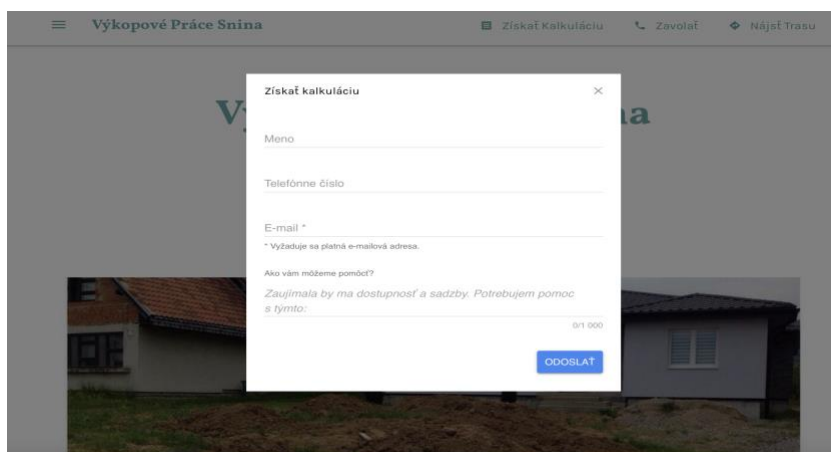 Výkopové Práce Snina
Získať Kalkuláciu
Zavolať
Nájsť Trasu
Získať kalkuláciu
Meno
Telefónne číslo
E-mail *
* Vyžaduje sa platná e-mailová adresa.
Ako vám môžeme pomôcť?
Zaujímala by ma dostupnosť a sadzby. Potrebujem pomoc
s týmto:
0/1 000
ODOSLAŤ